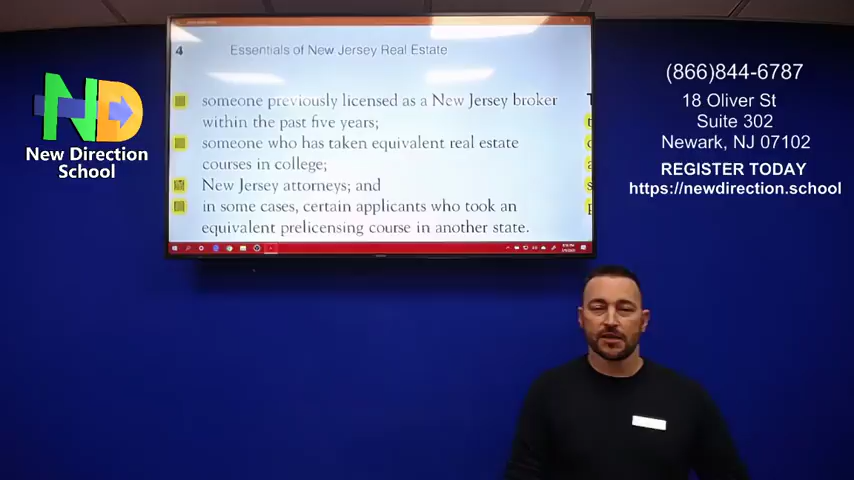 4 Essentials of New Jersey Real Estate
someone previously licensed as a New Jersey broker
within the past five years;
someone who has taken equivalent real estate
courses in college;
New Jersey attorneys; and
in some cases, certain applicants who took an
equivalent prelicensing course in another state.
ND
New Direction
School
(866)844-6787
18 Oliver St
Suite 302
Newark, NJ 07102
REGISTER TODAY
https://newdirection.school